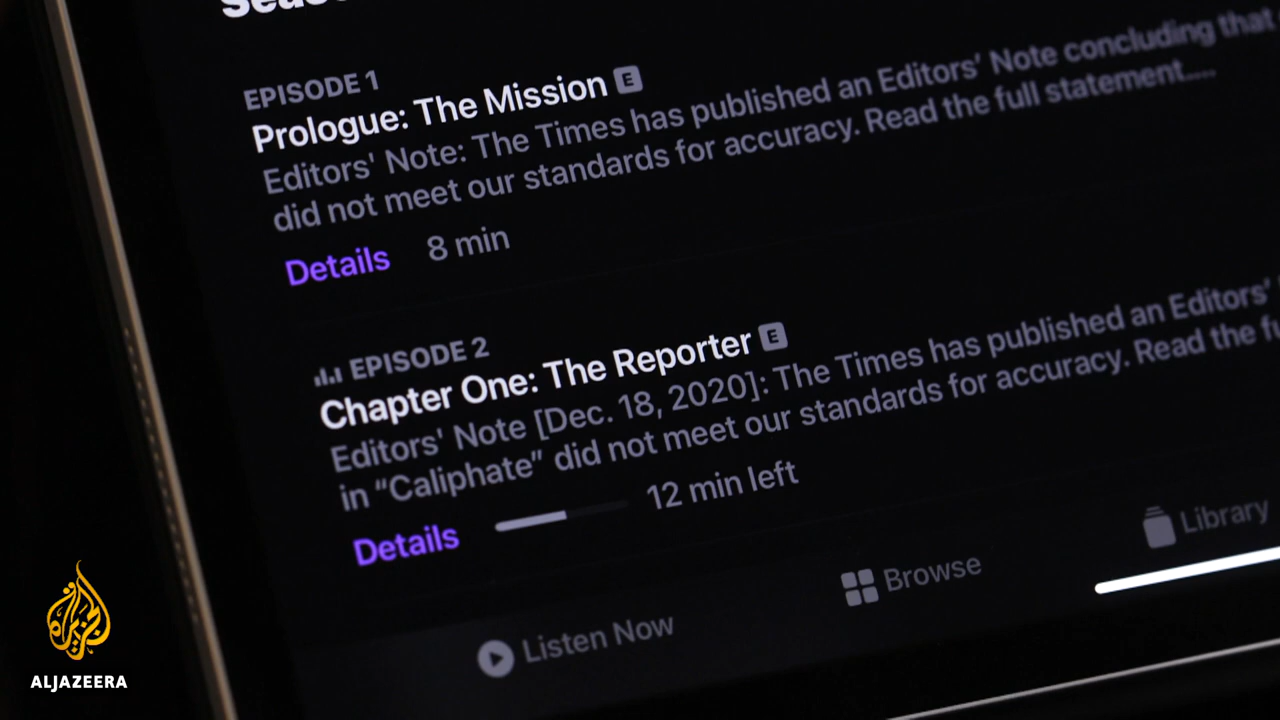 EPISODE 1
Prologue: The Mission E
Editors' Note: The Times has published an Editors’ Note concluding that
did not meet our standards for accuracy. Read the full statement....
Details 8 min
EPISODE 2
Chapter One: The Reporter E
Editors' Note [Dec. 18, 2020]: The Times has published an Editors’
in “Caliphate” did not meet our standards for accuracy. Read the
Details 12 min left
Listen Now Browse Library
ALJAZEERA